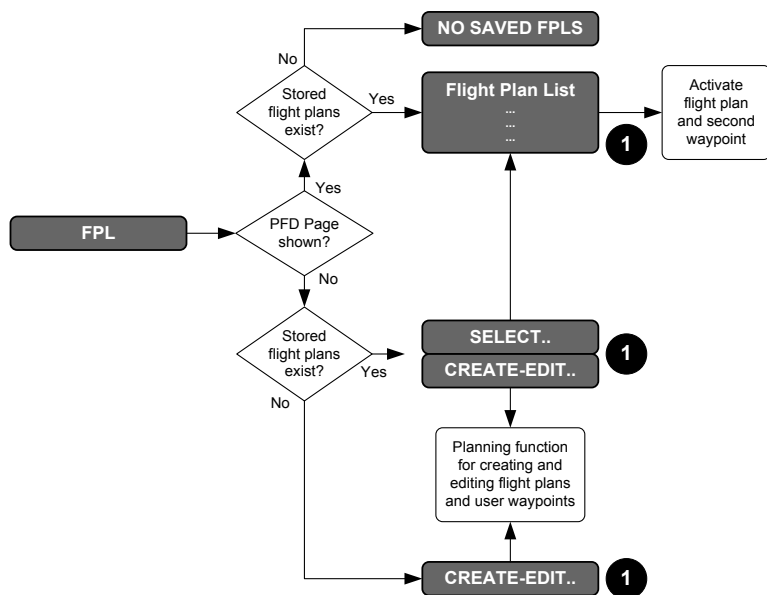 NO SAVED FPLS
No
Stored
flight plans
exist?
Yes
Flight Plan List
...
...
...
1
Activate
flight plan
and second
waypoint
Yes
FPL
PFD Page
shown?
No
Stored
flight plans
exist?
Yes
No
SELECT..
CREATE-EDIT..
1
Planning function
for creating and
editing flight plans
and user waypoints
CREATE-EDIT..
1